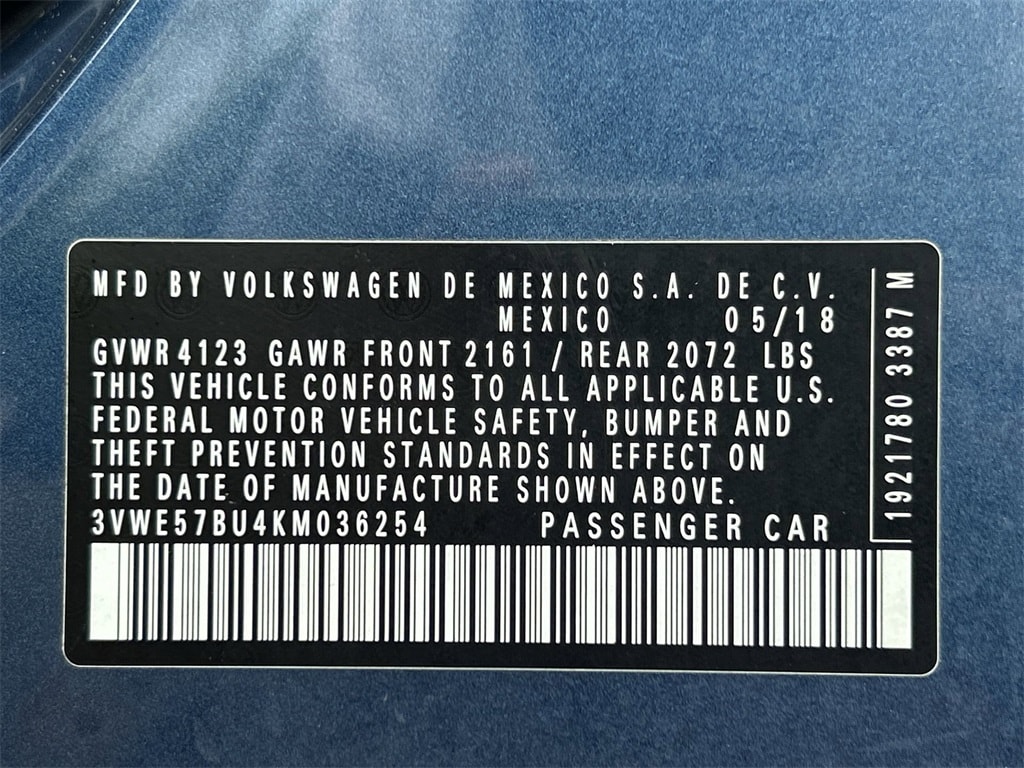 MFD BY VOLKSWAGEN DE MEXICO S.A. DE C.V.
MEXICO 05/18
GVWR 4123 GAWR FRONT 2161 / REAR 2072 LBS
THIS VEHICLE CONFORMS TO ALL APPLICABLE U.S.
FEDERAL MOTOR VEHICLE SAFETY, BUMPER AND
THEFT PREVENTION STANDARDS IN EFFECT ON
THE DATE OF MANUFACTURE SHOWN ABOVE.
3VWE57BU4KM036254 PASSENGER CAR
1921780 3387 M